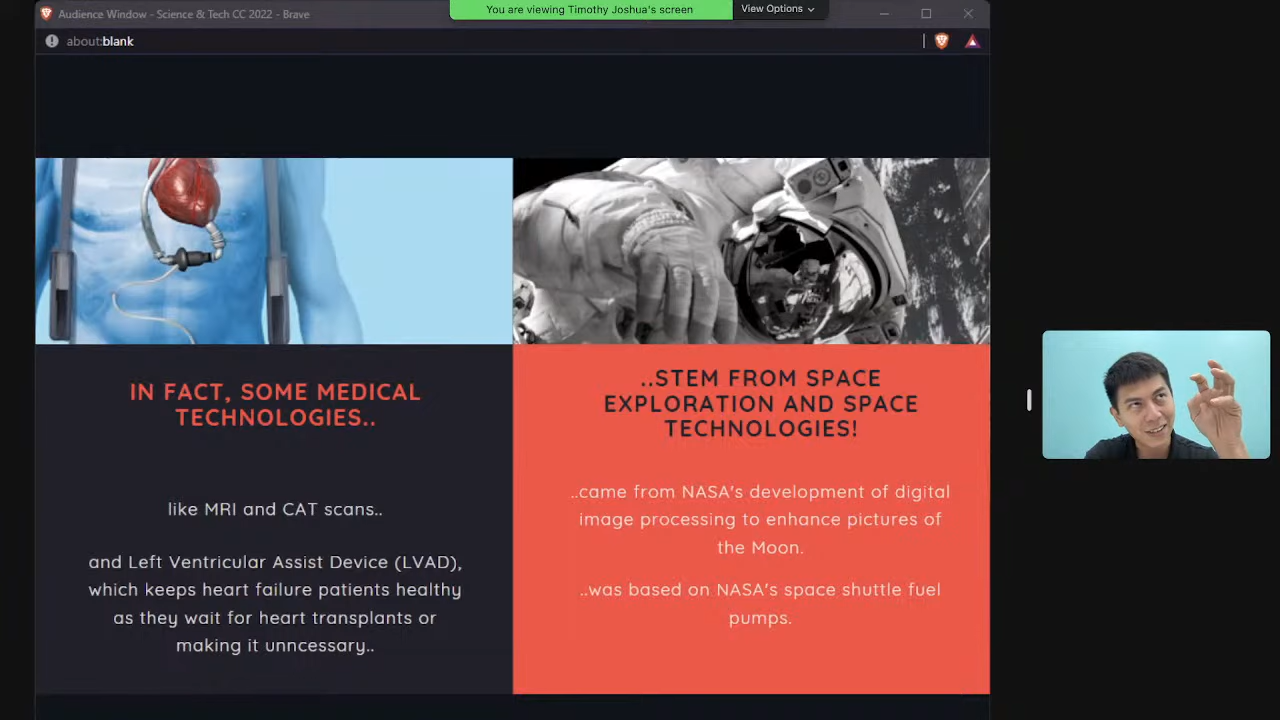 Audience Window - Science & Tech CC 2022 - Brave
You are viewing Timothy Joshua's screen
View Options
about:blank
IN FACT, SOME MEDICAL
TECHNOLOGIES..
like MRI and CAT scans..
and Left Ventricular Assist Device (LVAD),
which keeps heart failure patients healthy
as they wait for heart transplants or
making it unncessary..
..STEM FROM SPACE
EXPLORATION AND SPACE
TECHNOLOGIES!
..came from NASA's development of digital
image processing to enhance pictures of
the Moon.
..was based on NASA's space shuttle fuel
pumps.